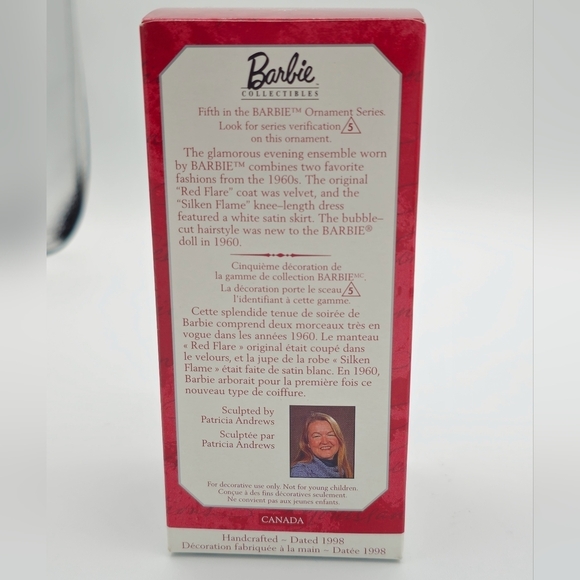 Barbie™
COLLECTIBLES
Fifth in the BARBIE™ Ornament Series.
Look for series verification 5
on this ornament.
The glamorous evening ensemble worn
by BARBIE™ combines two favorite
fashions from the 1960s. The original
“Red Flare” coat was velvet, and the
“Silken Flame” knee–length dress
featured a white satin skirt. The bubble–
cut hairstyle was new to the BARBIE®
doll in 1960.
Cinquième décoration de
la gamme de collection BARBIE MC.
La décoration porte le sceau 5
l'identifiant à cette gamme.
Cette splendide tenue de soirée de
Barbie comprend deux morceaux très en
vogue dans les années 1960. Le manteau
« Red Flare » original était coupé dans
le velours, et la jupe de la robe « Silken
Flame » était faite de satin blanc. En 1960,
Barbie arborait pour la première fois ce
nouveau type de coiffure.
Sculpted by
Patricia Andrews
Sculptée par
Patricia Andrews
For decorative use only. Not for young children.
Conçue à des fins décoratives seulement.
Ne convient pas aux jeunes enfants.
CANADA
Handcrafted – Dated 1998
Décoration fabriquée à la main – Datée 1998